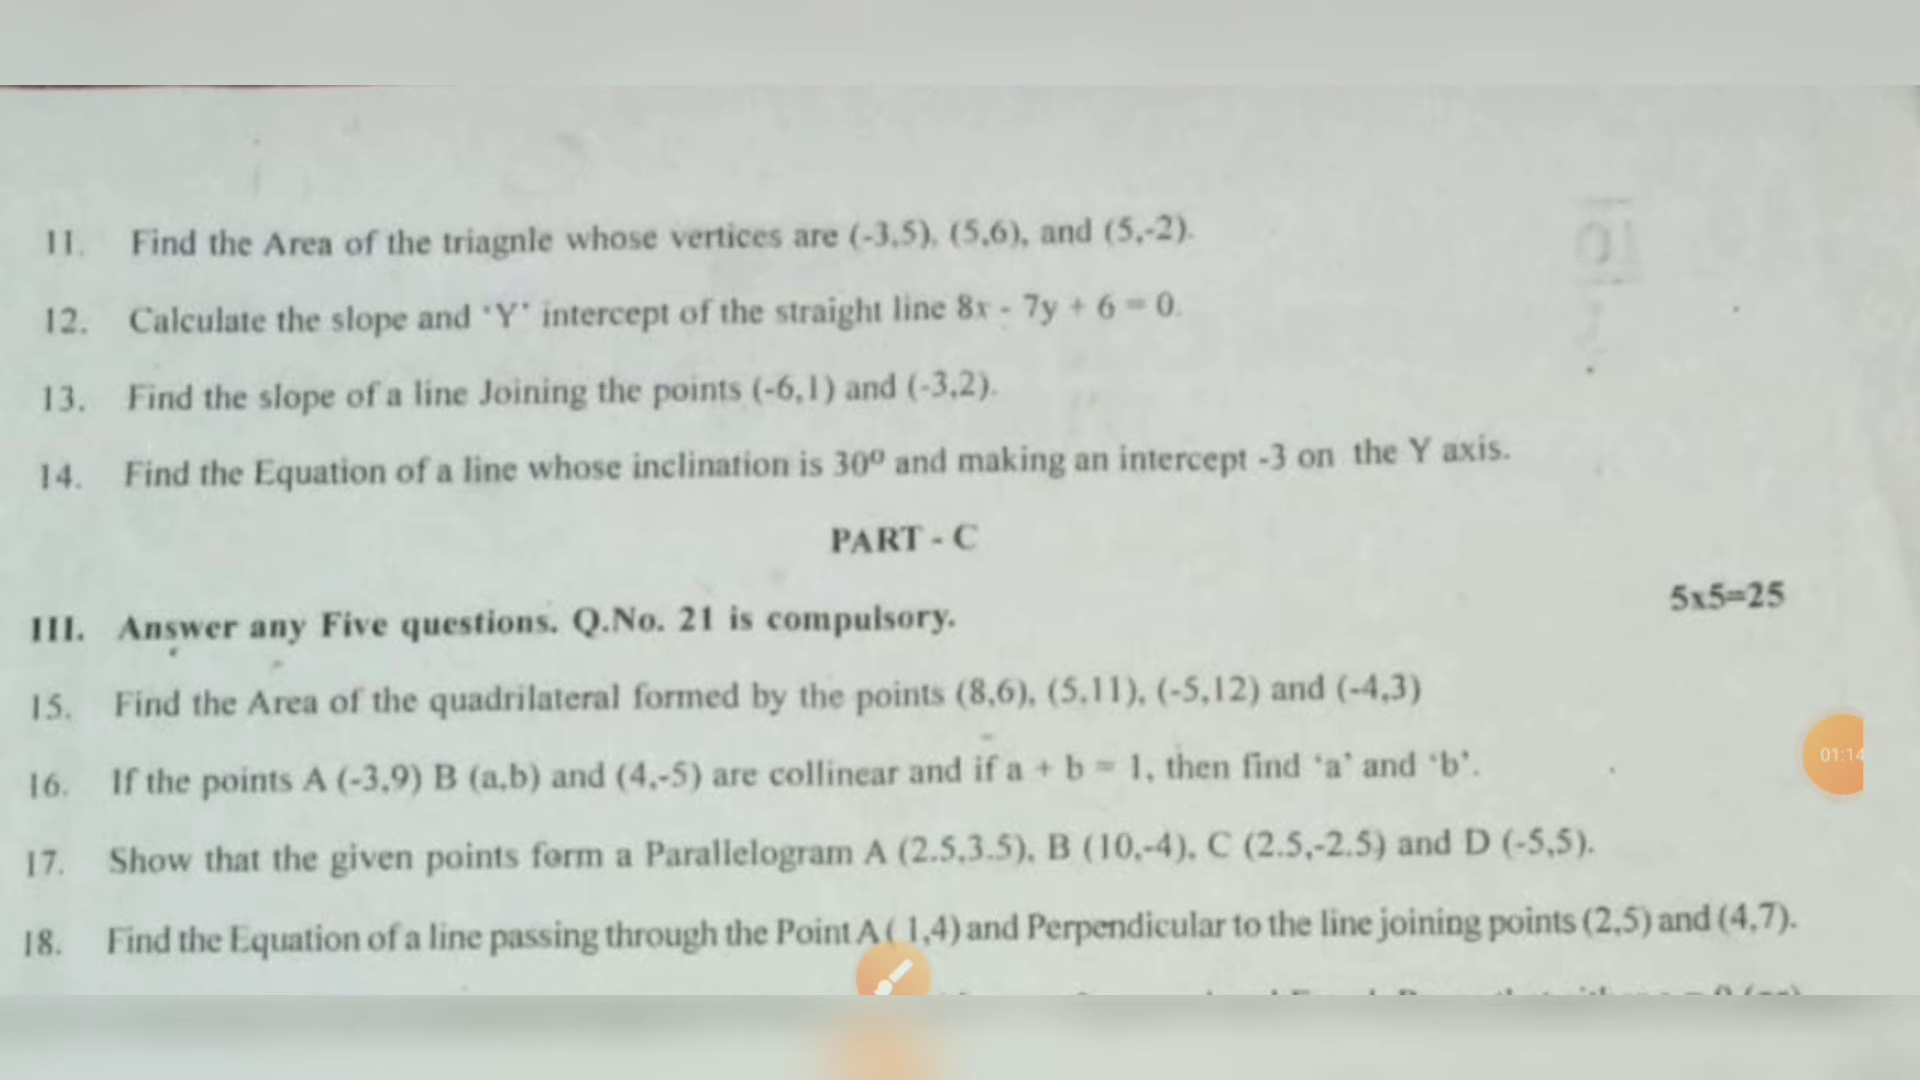 11. Find the Area of the triagnle whose vertices are (-3,5), (5,6), and (5,-2).
12. Calculate the slope and 'Y' intercept of the straight line 8x - 7y + 6 = 0.
13. Find the slope of a line Joining the points (-6,1) and (-3,2).
14. Find the Equation of a line whose inclination is 30⁰ and making an intercept -3 on the Y axis.
PART - C
III. Answer any Five questions. Q.No. 21 is compulsory. 5x5=25
15. Find the Area of the quadrilateral formed by the points (8,6), (5,11), (-5,12) and (-4,3)
16. If the points A (-3,9) B (a,b) and (4,-5) are collinear and if a + b = 1, then find 'a' and 'b'.
17. Show that the given points form a Parallelogram A (2.5,3.5), B (10,-4), C (2.5,-2.5) and D (-5,5).
18. Find the Equation of a line passing through the Point A ( 1,4) and Perpendicular to the line joining points (2,5) and (4,7).
01:14